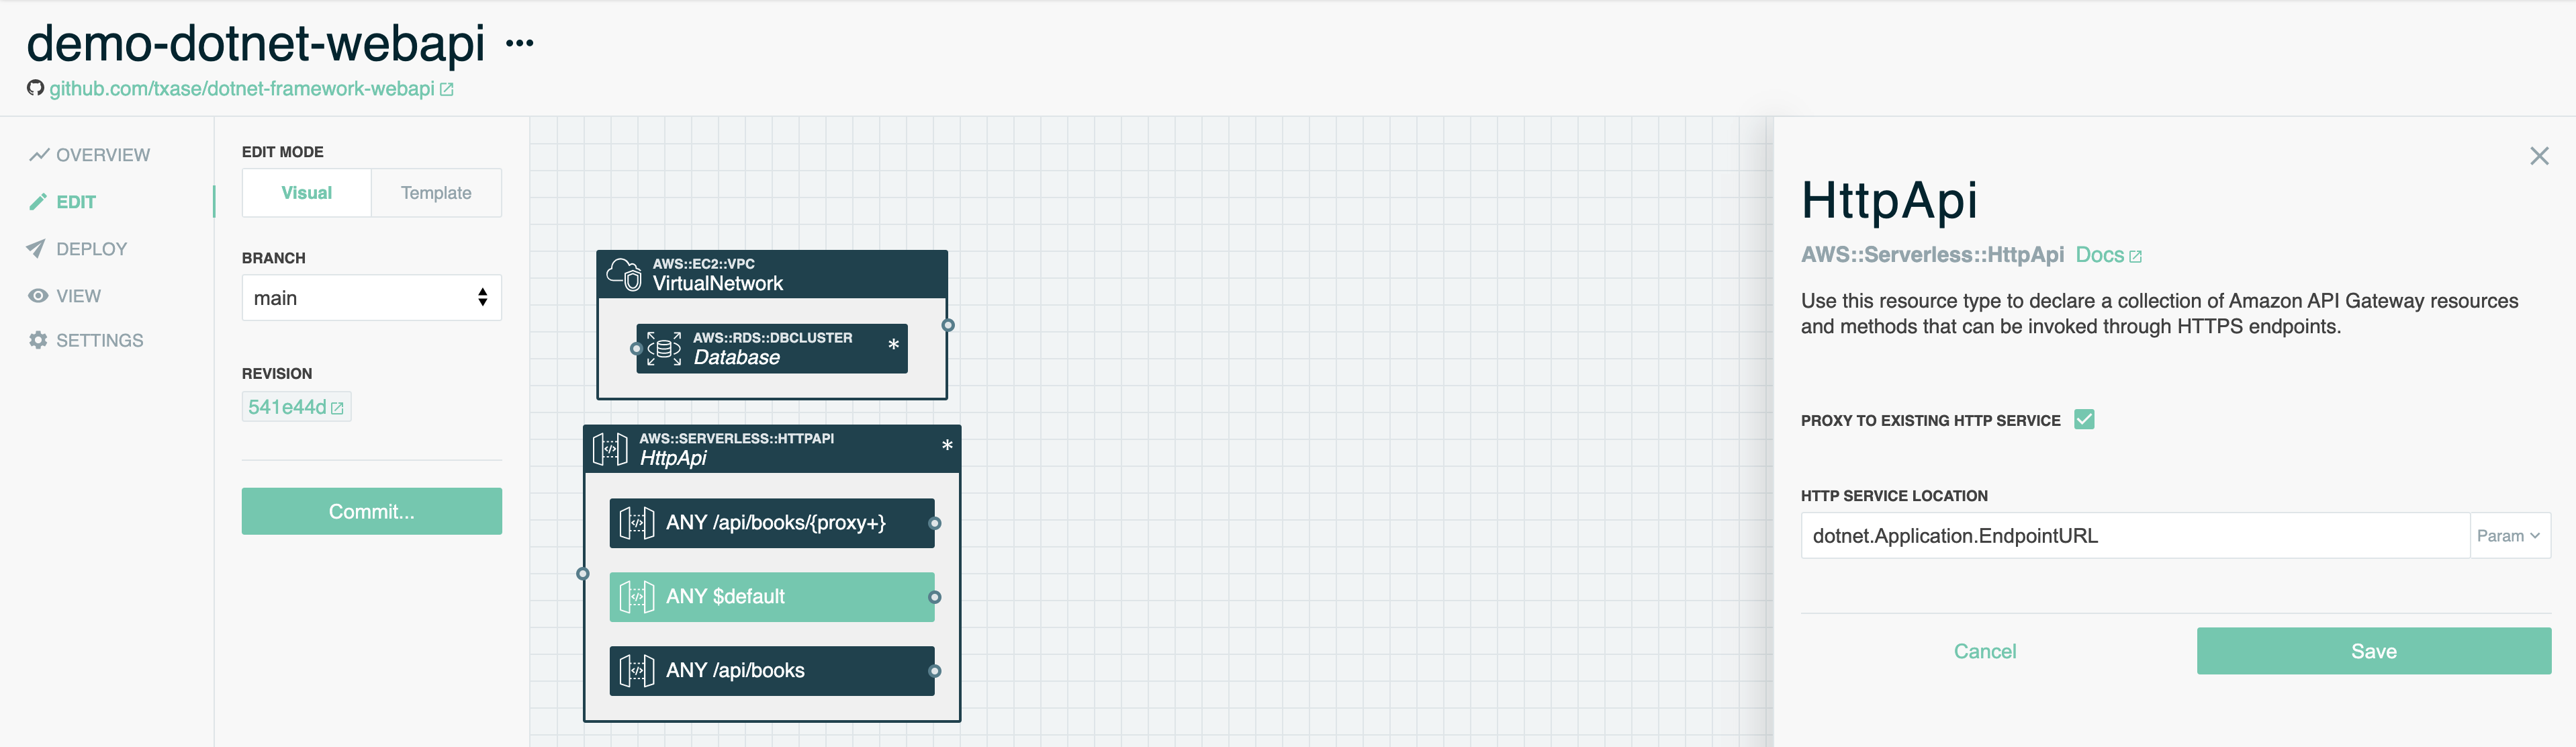 demo-dotnet-webapi •••
github.com/txase/dotnet-framework-webapi
OVERVIEW
EDIT
DEPLOY
VIEW
SETTINGS
EDIT MODE
Visual
Template
BRANCH
main
REVISION
541e44d
Commit...
AWS::EC2::VPC
VirtualNetwork
AWS::RDS::DBCLUSTER
Database
*
AWS::SERVERLESS::HTTPAPI
HttpApi
*
ANY /api/books/{proxy+}
ANY $default
ANY /api/books
HttpApi
AWS::Serverless::HttpApi Docs
Use this resource type to declare a collection of Amazon API Gateway resources
and methods that can be invoked through HTTPS endpoints.
PROXY TO EXISTING HTTP SERVICE
HTTP SERVICE LOCATION
dotnet.Application.EndpointURL
Param
Cancel
Save